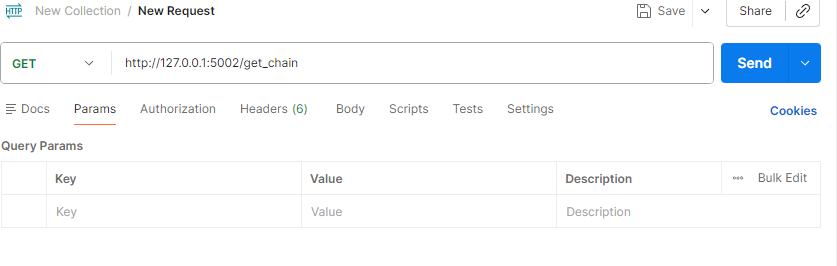 HTTP New Collection / New Request Save Share
GET http://127.0.0.1:5002/get_chain Send
Docs Params Authorization Headers (6) Body Scripts Tests Settings Cookies
Query Params
Key Value Description Bulk Edit
Key Value Description